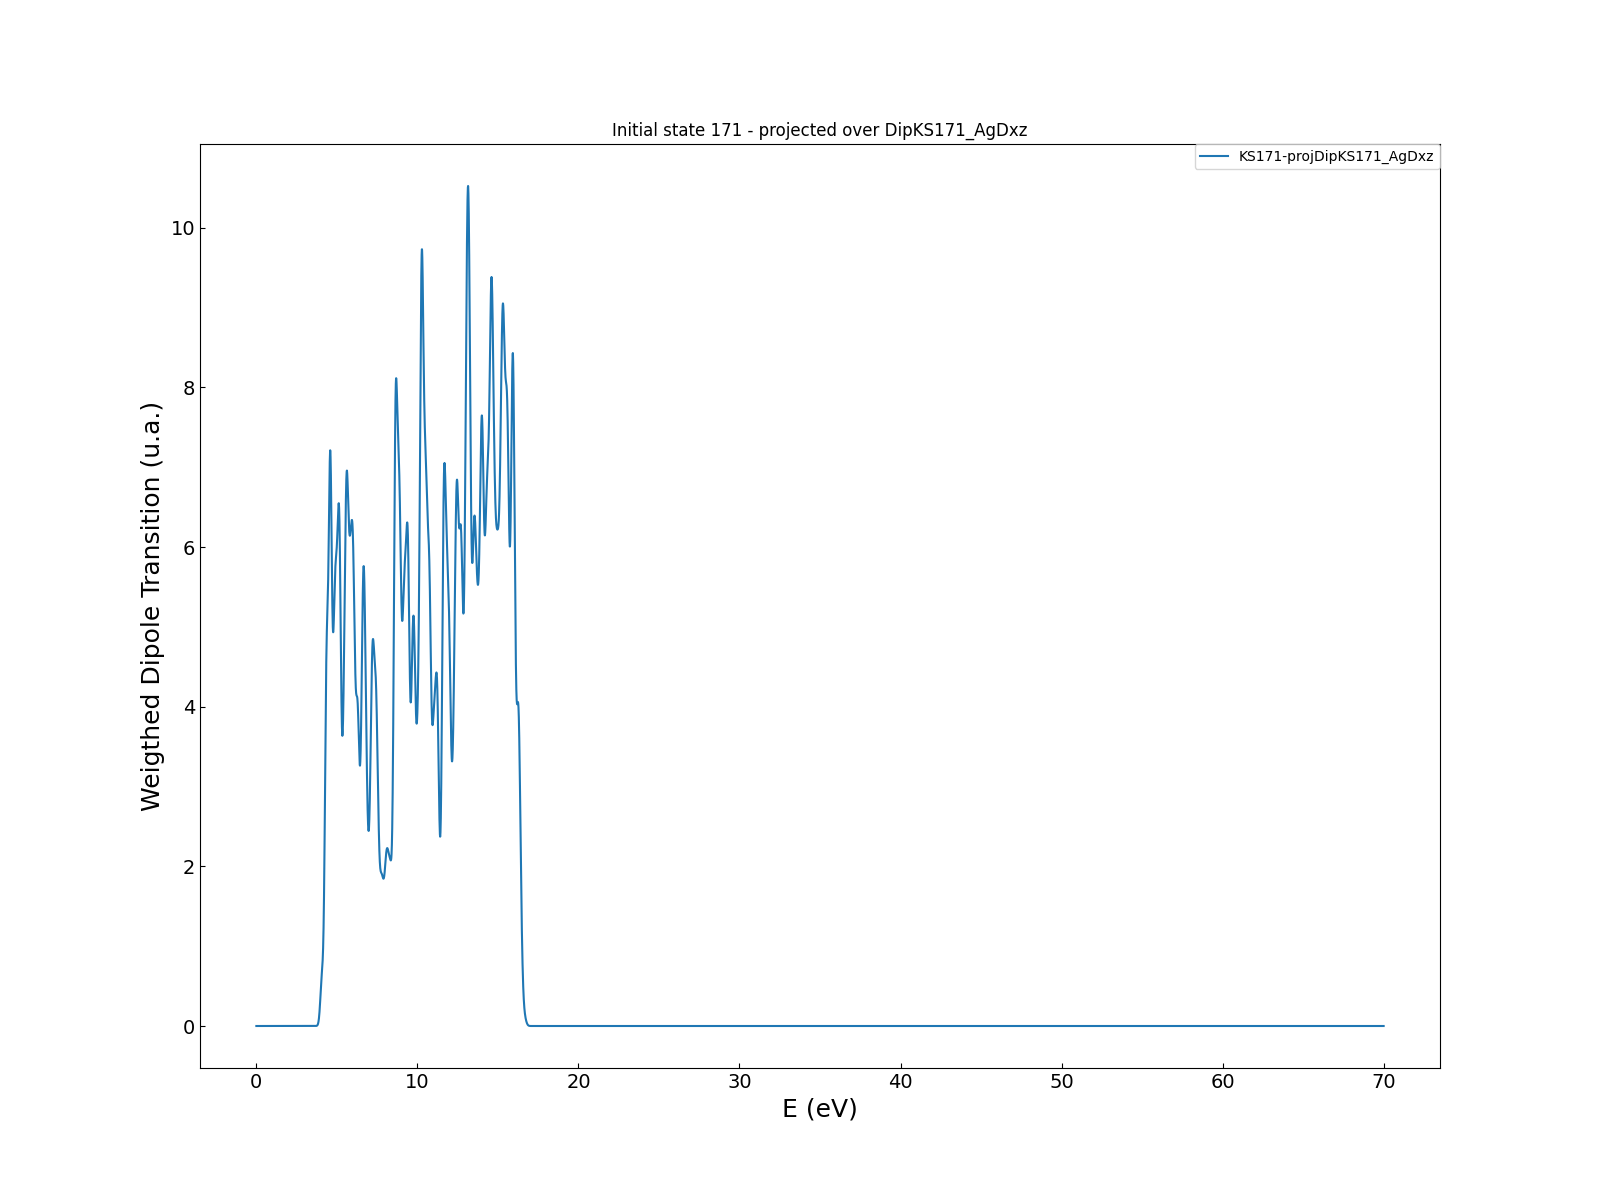 Initial state 171 - projected over DipKS171_AgDxz
KS171-projDipKS171_AgDxz
Weigthed Dipole Transition (u.a.)
10
8
6
4
2
0
0 10 20 30 40 50 60 70
E (eV)